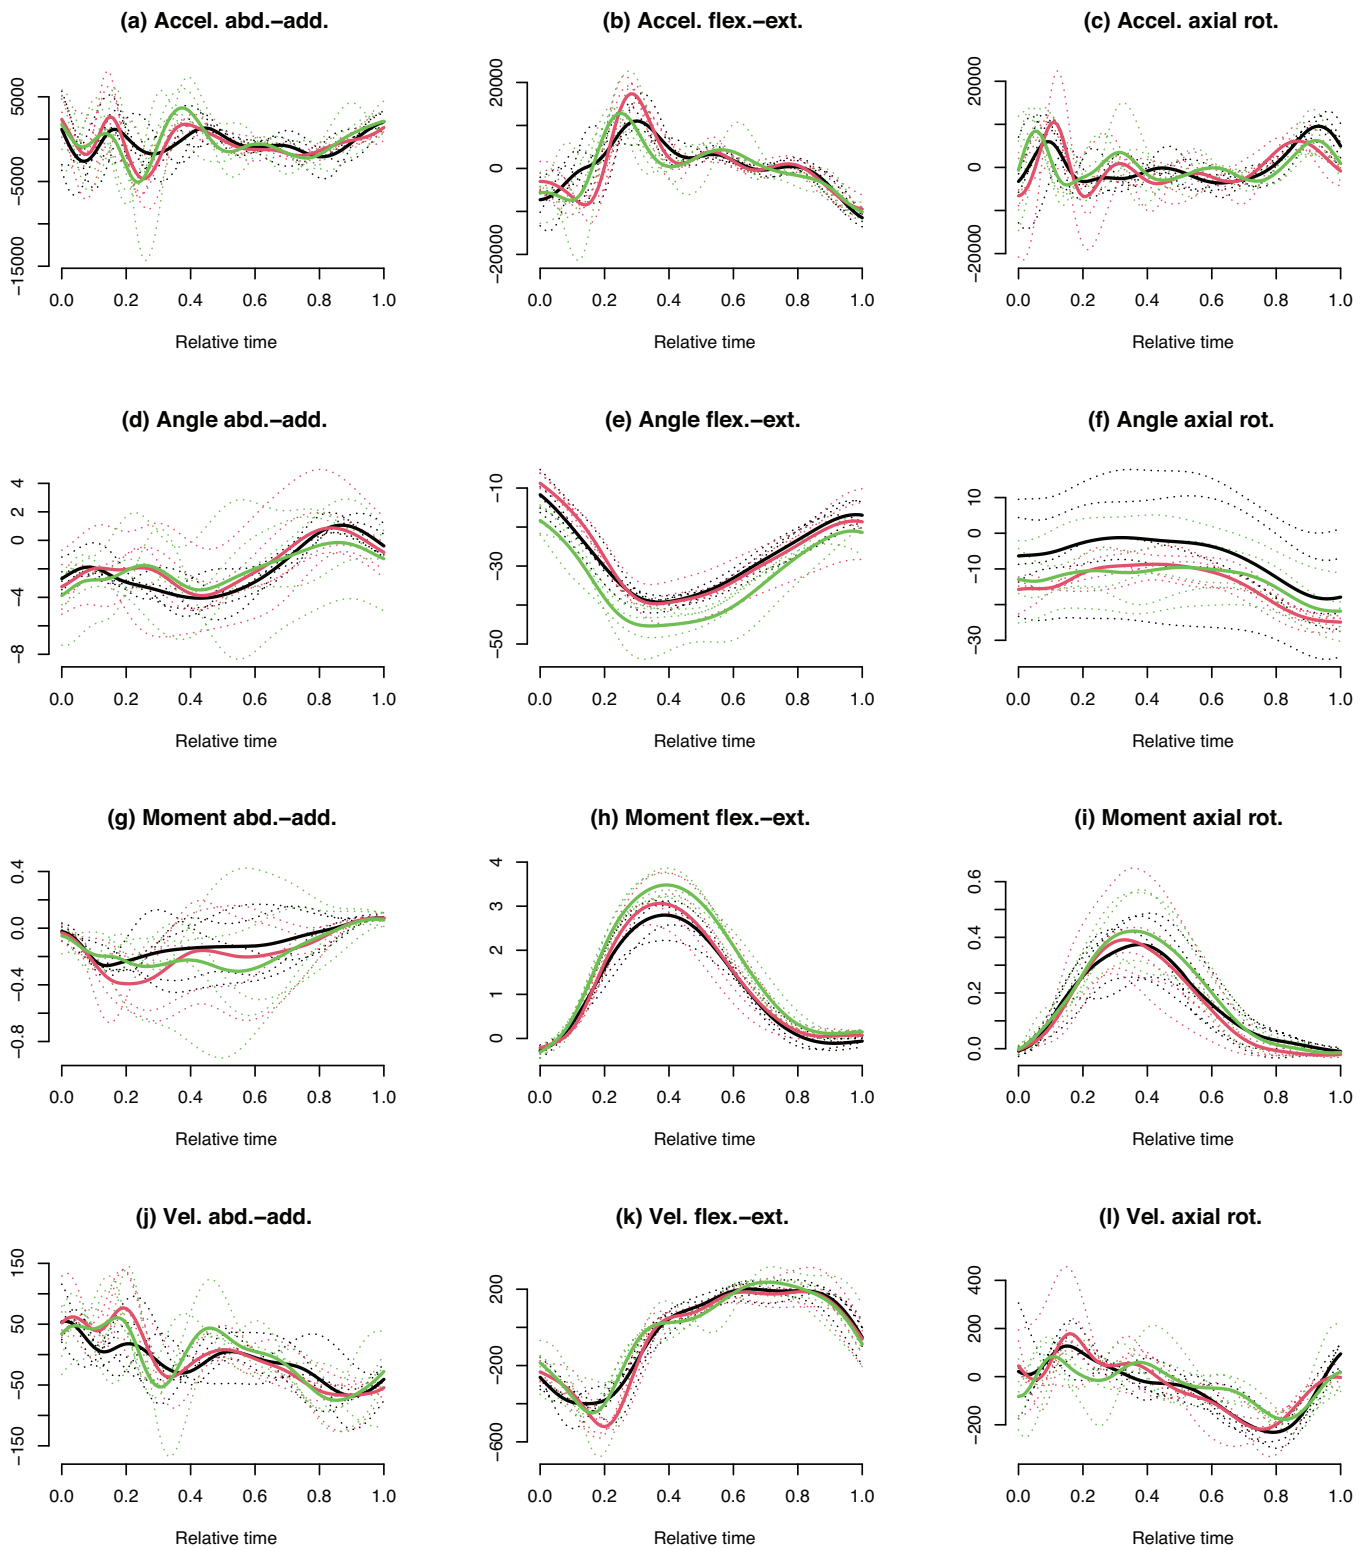 (a) Accel. abd.−add.
(b) Accel. flex.−ext.
(c) Accel. axial rot.
5000
−5000
−15000
20000
0
−20000
20000
0
−20000
0.0 0.2 0.4 0.6 0.8 1.0
0.0 0.2 0.4 0.6 0.8 1.0
0.0 0.2 0.4 0.6 0.8 1.0
Relative time
Relative time
Relative time
(d) Angle abd.−add.
(e) Angle flex.−ext.
(f) Angle axial rot.
4
2
0
−4
−8
−10
−30
−50
10
0
−10
−30
0.0 0.2 0.4 0.6 0.8 1.0
0.0 0.2 0.4 0.6 0.8 1.0
0.0 0.2 0.4 0.6 0.8 1.0
Relative time
Relative time
Relative time
(g) Moment abd.−add.
(h) Moment flex.−ext.
(i) Moment axial rot.
0.4
0.0
−0.4
−0.8
4
3
2
1
0
0.6
0.4
0.2
0.0
0.0 0.2 0.4 0.6 0.8 1.0
0.0 0.2 0.4 0.6 0.8 1.0
0.0 0.2 0.4 0.6 0.8 1.0
Relative time
Relative time
Relative time
(j) Vel. abd.−add.
(k) Vel. flex.−ext.
(l) Vel. axial rot.
150
50
−50
−150
200
−200
−600
400
200
0
−200
0.0 0.2 0.4 0.6 0.8 1.0
0.0 0.2 0.4 0.6 0.8 1.0
0.0 0.2 0.4 0.6 0.8 1.0
Relative time
Relative time
Relative time